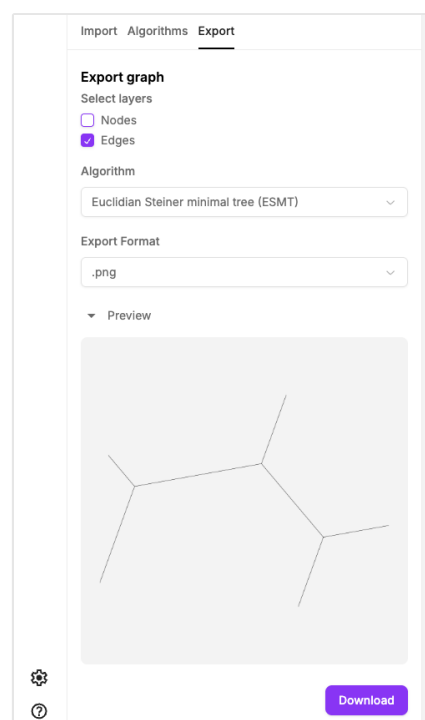 Import Algorithms Export
Export graph
Select layers
Nodes
Edges
Algorithm
Euclidian Steiner minimal tree (ESMT)
Export Format
.png
Preview
Download